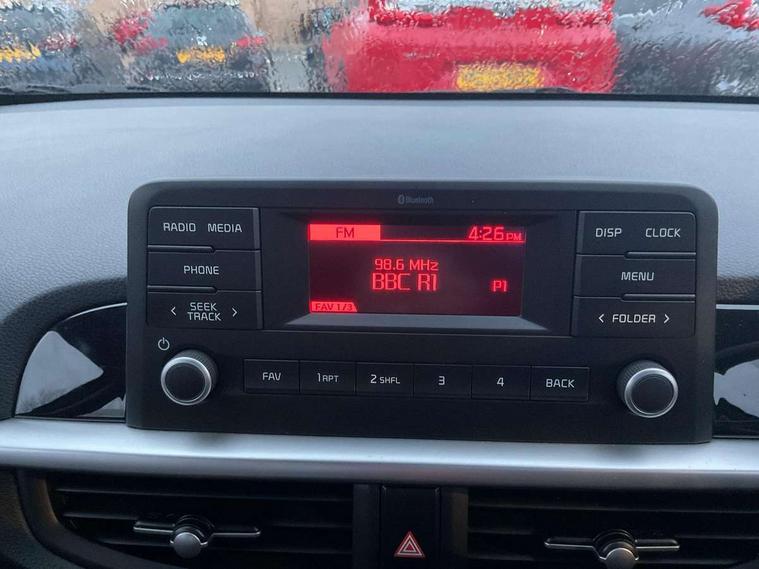 Bluetooth
RADIO MEDIA
PHONE
< SEEK >
TRACK
FM 4:26 PM
98.6 MHz
BBC R1
P1
FAV 1/3
DISP CLOCK
MENU
< FOLDER >
FAV 1 RPT 2 SHFL 3 4 BACK